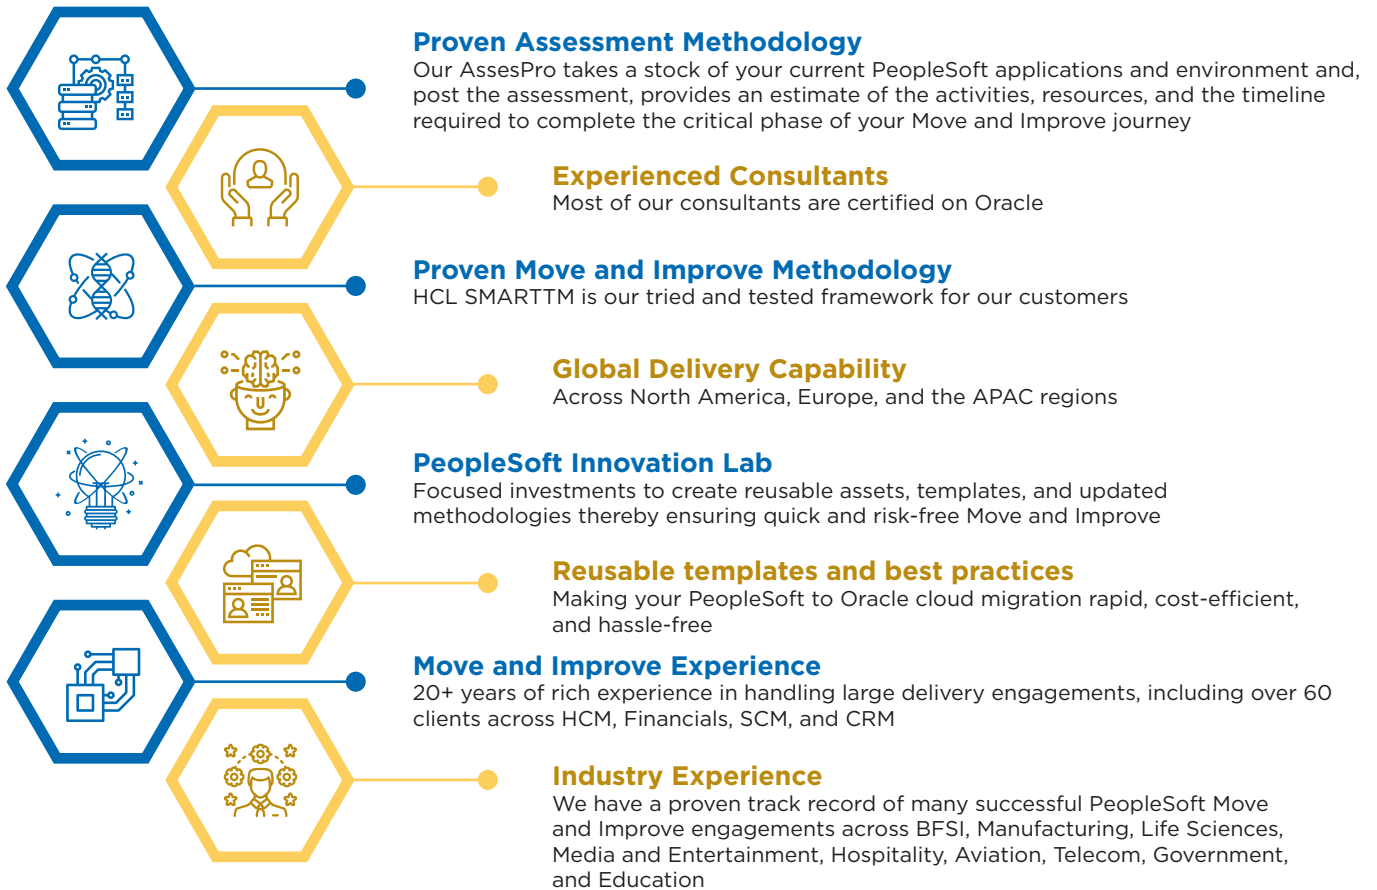 Proven Assessment Methodology
Our AssesPro takes a stock of your current PeopleSoft applications and environment and,
post the assessment, provides an estimate of the activities, resources, and the timeline
required to complete the critical phase of your Move and Improve journey
Experienced Consultants
Most of our consultants are certified on Oracle
Proven Move and Improve Methodology
HCL SMARTTM is our tried and tested framework for our customers
Global Delivery Capability
Across North America, Europe, and the APAC regions
PeopleSoft Innovation Lab
Focused investments to create reusable assets, templates, and updated
methodologies thereby ensuring quick and risk-free Move and Improve
Reusable templates and best practices
Making your PeopleSoft to Oracle cloud migration rapid, cost-efficient,
and hassle-free
Move and Improve Experience
20+ years of rich experience in handling large delivery engagements, including over 60
clients across HCM, Financials, SCM, and CRM
Industry Experience
We have a proven track record of many successful PeopleSoft Move
and Improve engagements across BFSI, Manufacturing, Life Sciences,
Media and Entertainment, Hospitality, Aviation, Telecom, Government,
and Education